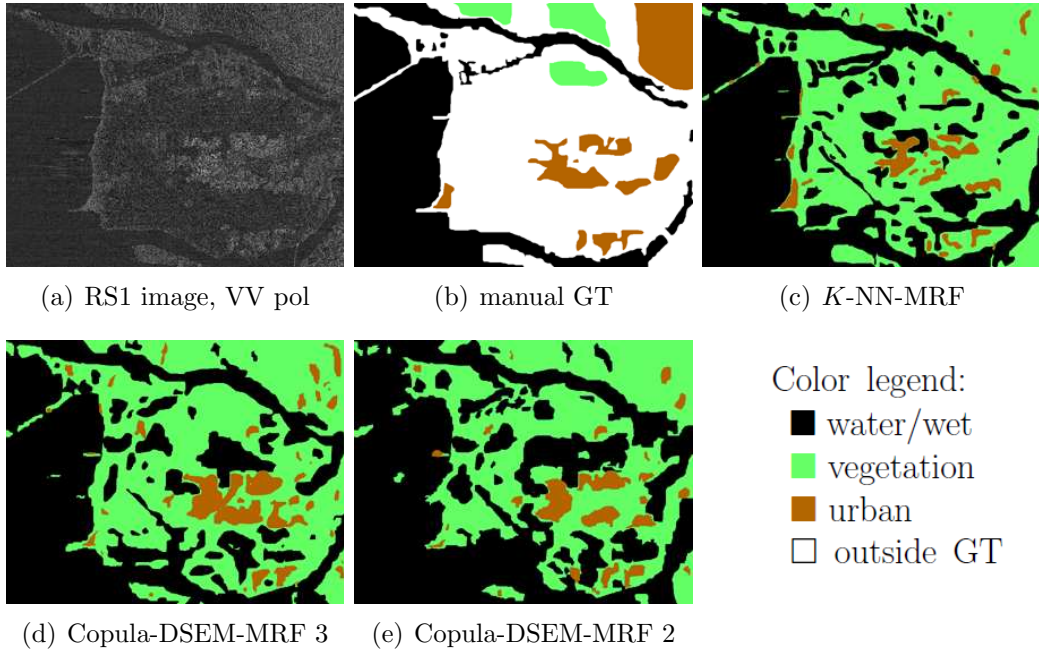 (a) RS1 image, VV pol
(b) manual GT
(c) K-NN-MRF
(d) Copula-DSEM-MRF 3
(e) Copula-DSEM-MRF 2
Color legend:
water/wet
vegetation
urban
outside GT